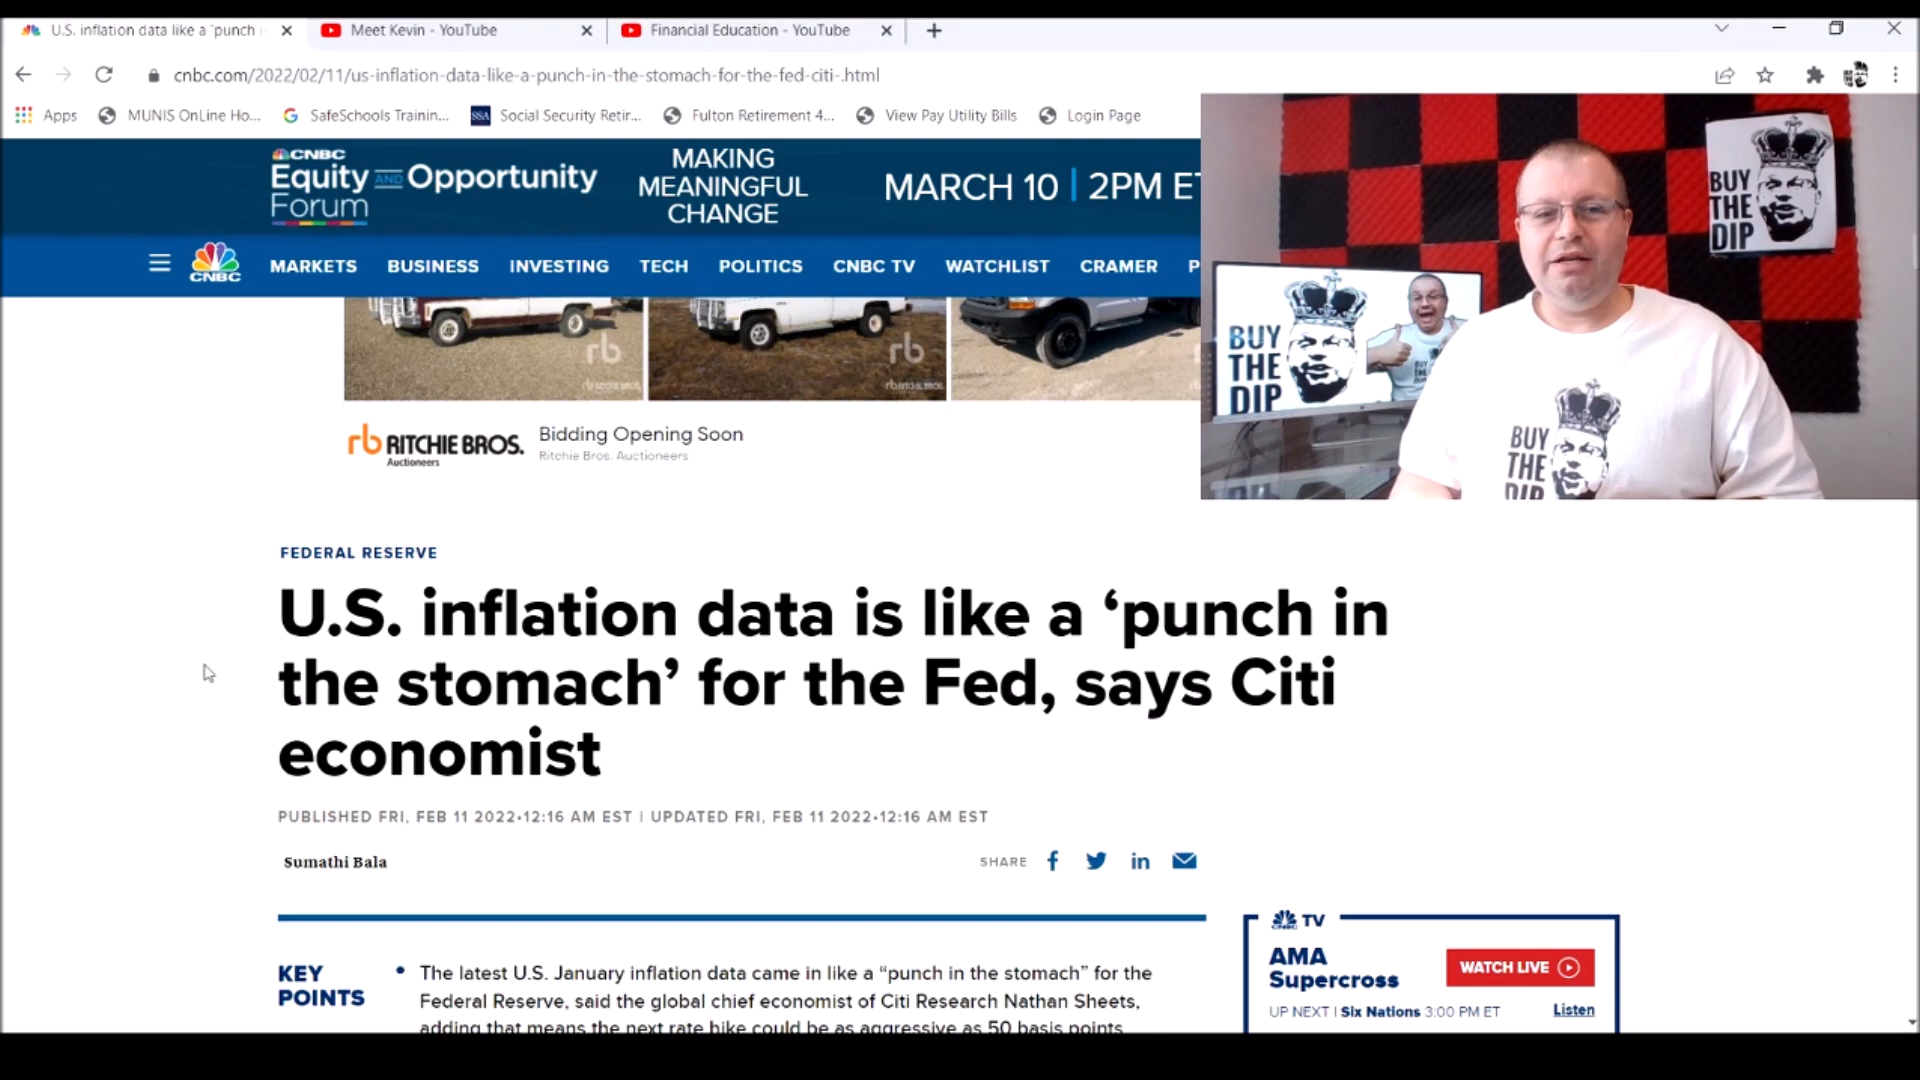 U.S. inflation data like a 'punch i
Meet Kevin - YouTube
Financial Education - YouTube
cnbc.com/2022/02/11/us-inflation-data-like-a-punch-in-the-stomach-for-the-fed-citi-.html
Apps
MUNIS OnLine Ho...
SafeSchools Trainin...
SSA
Social Security Retir...
Fulton Retirement 4...
View Pay Utility Bills
Login Page
CNBC
Equity AND Opportunity
Forum
MAKING
MEANINGFUL
CHANGE
MARCH 10 | 2PM ET
CNBC
MARKETS
BUSINESS
INVESTING
TECH
POLITICS
CNBC TV
WATCHLIST
CRAMER
P
rb
rb
rb RITCHIE BROS.
Auctioneers
Bidding Opening Soon
Ritchie Bros. Auctioneers
BUY
THE
DIP
BUY
THE
DIP
BUY
THE
DIP
FEDERAL RESERVE
U.S. inflation data is like a ‘punch in
the stomach’ for the Fed, says Citi
economist
PUBLISHED FRI, FEB 11 2022•12:16 AM EST | UPDATED FRI, FEB 11 2022•12:16 AM EST
Sumathi Bala
SHARE
KEY
POINTS
• The latest U.S. January inflation data came in like a “punch in the stomach” for the
Federal Reserve, said the global chief economist of Citi Research Nathan Sheets,
adding that means the next rate hike could be as aggressive as 50 basis points.
CNBC TV
AMA
Supercross
WATCH LIVE
UP NEXT | Six Nations 3:00 PM ET
Listen